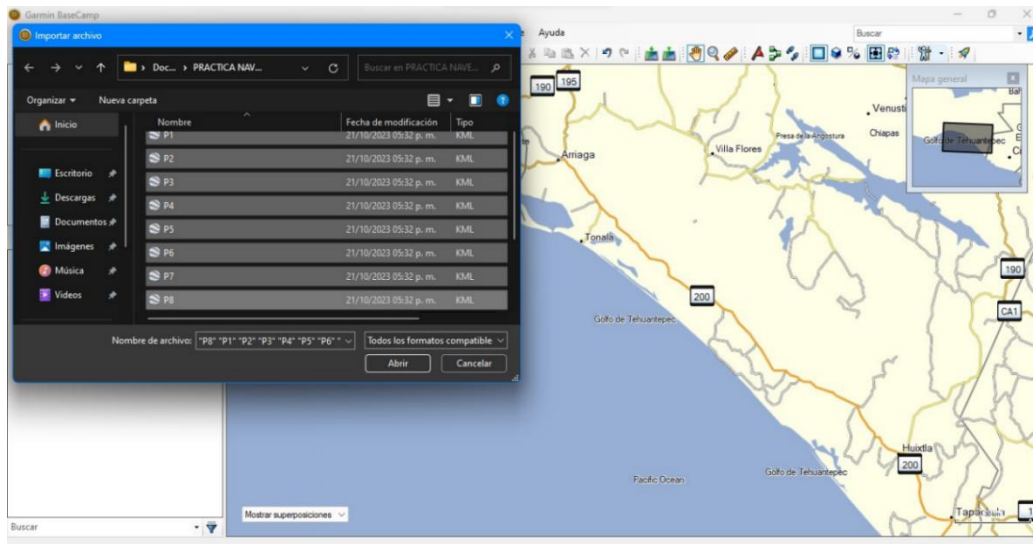 Garmin BaseCamp
Importar archivo
Ayuda
Buscar
Doc... > PRACTICA NAV...
Buscar en PRACTICA NAVE...
Organizar
Nueva carpeta
Inicio
Escritorio
Descargas
Documentos
Imágenes
Música
Videos
Nombre
Fecha de modificación
Tipo
P1 21/10/2023 05:32 p. m. KML
P2 21/10/2023 05:32 p. m. KML
P3 21/10/2023 05:32 p. m. KML
P4 21/10/2023 05:32 p. m. KML
P5 21/10/2023 05:32 p. m. KML
P6 21/10/2023 05:32 p. m. KML
P7 21/10/2023 05:32 p. m. KML
P8 21/10/2023 05:32 p. m. KML
Nombre de archivo: "P8" "P1" "P2" "P3" "P4" "P5" "P6" "
Todos los formatos compatible
Abrir
Cancelar
190
195
Mapa general
Venusti
Presa de la Angostura
Chiapas
Golfo de Tehuantepec
Villa Flores
Arriaga
Tonalá
190
200
CA1
Golfo de Tehuantepec
Huixtla
200
Golfo de Tehuantepec
Pacific Ocean
Tapachula
Mostrar superposiciones
Buscar